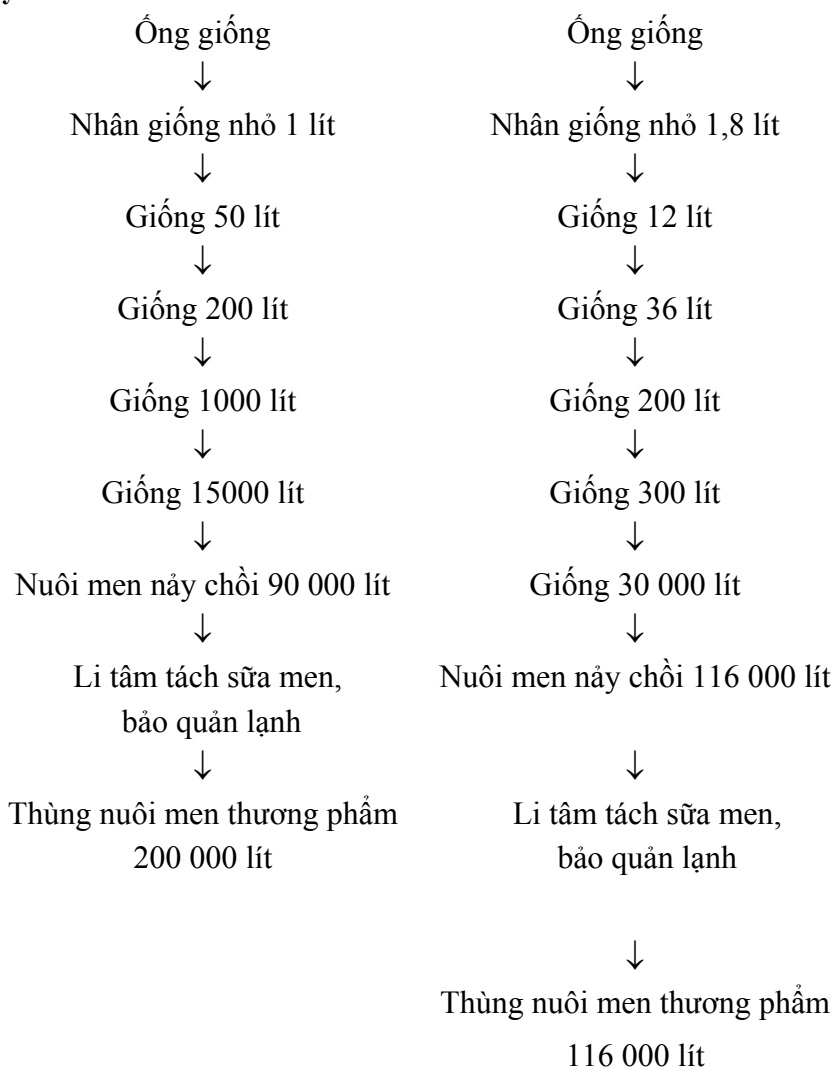 Ống giống
↓
Nhân giống nhỏ 1 lít
↓
Giống 50 lít
↓
Giống 200 lít
↓
Giống 1000 lít
↓
Giống 15000 lít
↓
Nuôi men nảy chồi 90 000 lít
↓
Li tâm tách sữa men,
bảo quản lạnh
↓
Thùng nuôi men thương phẩm
200 000 lít
Ống giống
↓
Nhân giống nhỏ 1,8 lít
↓
Giống 12 lít
↓
Giống 36 lít
↓
Giống 200 lít
↓
Giống 300 lít
↓
Giống 30 000 lít
↓
Nuôi men nảy chồi 116 000 lít
↓
Li tâm tách sữa men,
bảo quản lạnh
↓
Thùng nuôi men thương phẩm
116 000 lít